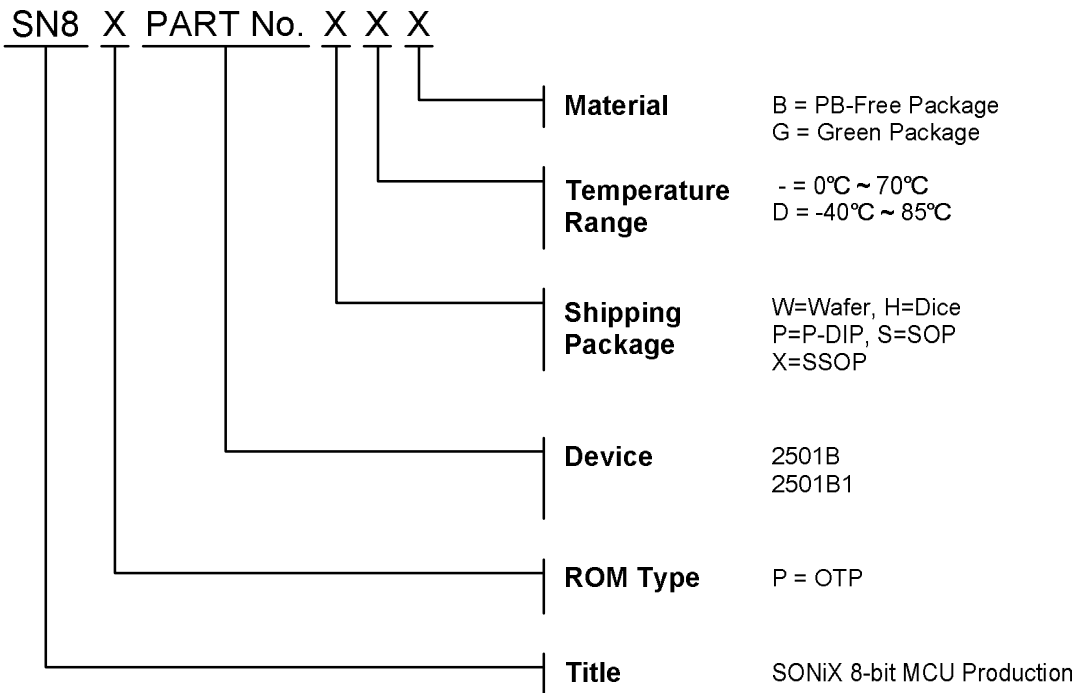 SN8 X PART No. X X X
Material B = PB-Free Package
G = Green Package
Temperature - = 0℃ ~ 70℃
Range D = -40℃ ~ 85℃
Shipping W=Wafer, H=Dice
Package P=P-DIP, S=SOP
X=SSOP
Device 2501B
2501B1
ROM Type P = OTP
Title SONiX 8-bit MCU Production